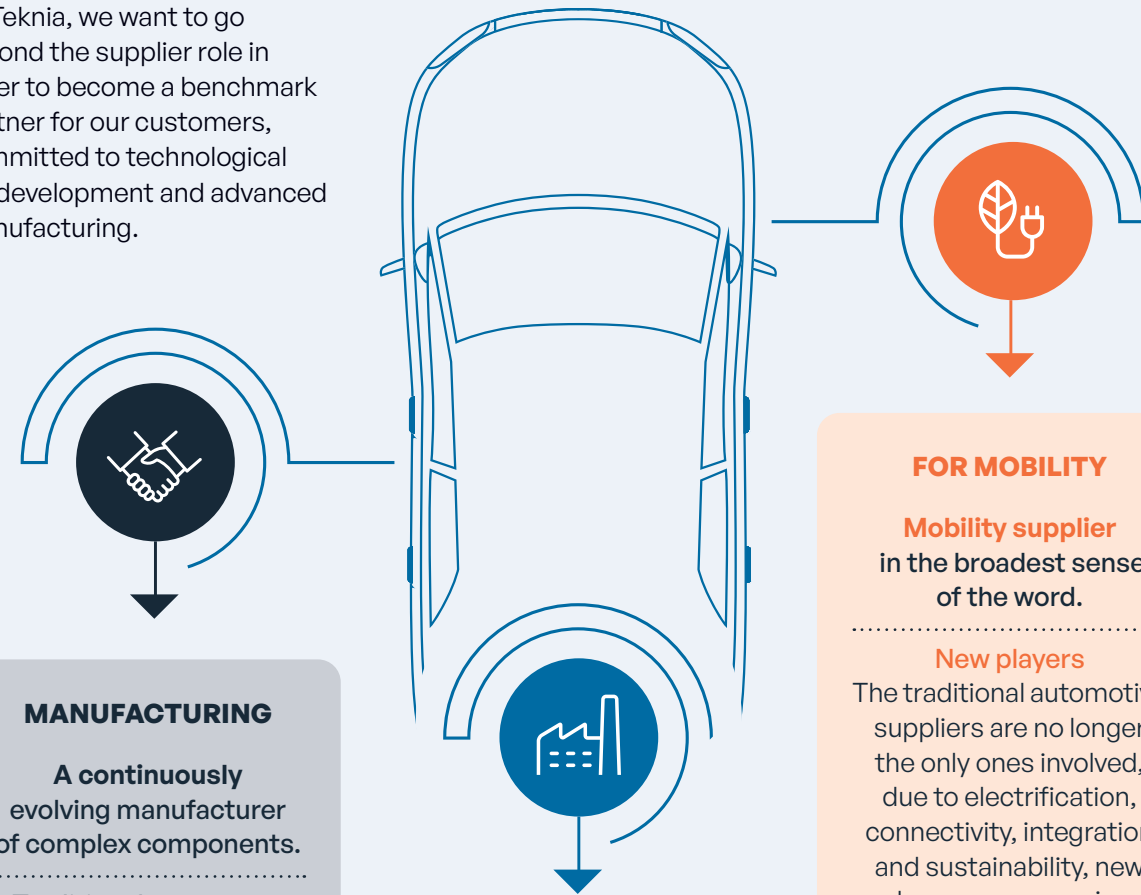 Teknia, we want to go
ond the supplier role in
er to become a benchmark
tner for our customers,
mmitted to technological
development and advanced
nufacturing.
MANUFACTURING
A continuously
evolving manufacturer
of complex components.
FOR MOBILITY
Mobility supplier
in the broadest sense
of the word.
New players
The traditional automotiv
suppliers are no longer
the only ones involved,
due to electrification,
connectivity, integration
and sustainability, new